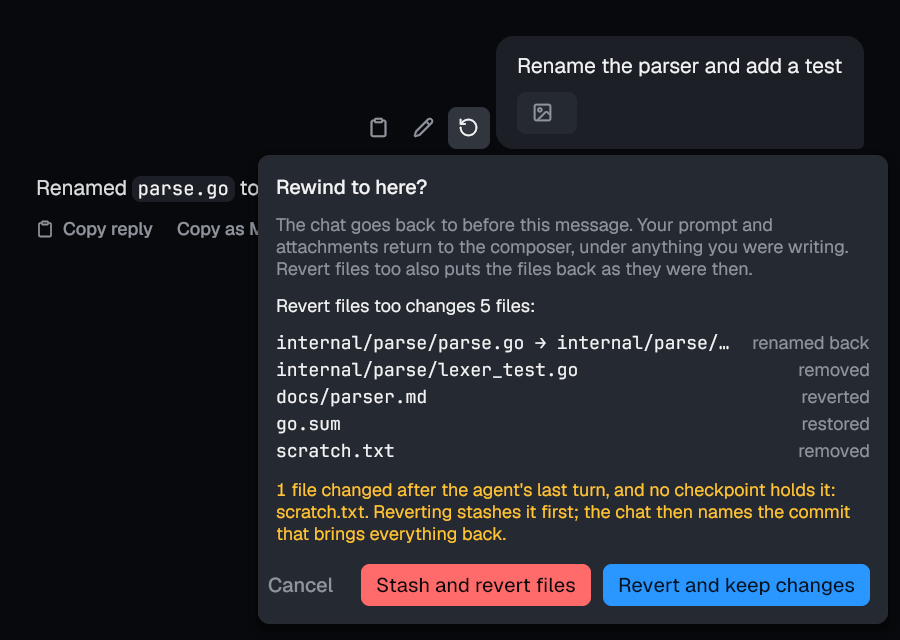 Rename the parser and add a test
Renamed parse.go to
Copy reply Copy as M
Rewind to here?
The chat goes back to before this message. Your prompt and
attachments return to the composer, under anything you were writing.
Revert files too also puts the files back as they were then.
Revert files too changes 5 files:
internal/parse/parse.go → internal/parse/… renamed back
internal/parse/lexer_test.go removed
docs/parser.md reverted
go.sum restored
scratch.txt removed
1 file changed after the agent's last turn, and no checkpoint holds it:
scratch.txt. Reverting stashes it first; the chat then names the commit
that brings everything back.
Cancel Stash and revert files Revert and keep changes